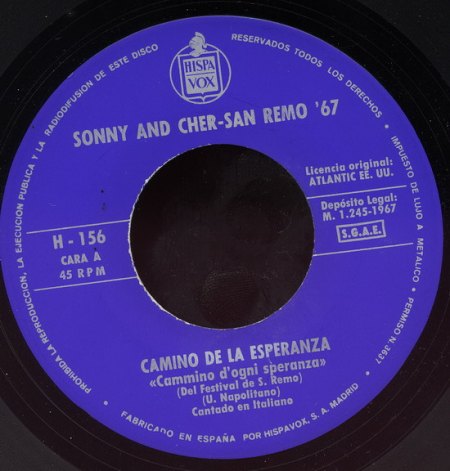 PROHIBIDA LA REPRODUCCION, LA EJECUCION PUBLICA Y LA RADIODIFUSION DE ESTE DISCO
RESERVADOS TODOS LOS DERECHOS • IMPUESTO DE LUJO A METALICO • PERMISO N. 3637
HISPA
VOX
SONNY AND CHER-SAN REMO '67
Licencia original:
ATLANTIC EE. UU.
Depósito Legal:
M. 1.245-1967
S.G.A.E.
H - 156
CARA A
45 RPM
CAMINO DE LA ESPERANZA
«Cammino d'ogni speranza»
(Del Festival de S. Remo)
(U. Napolitano)
Cantado en Italiano
FABRICADO EN ESPAÑA POR HISPAVOX, S. A. MADRID